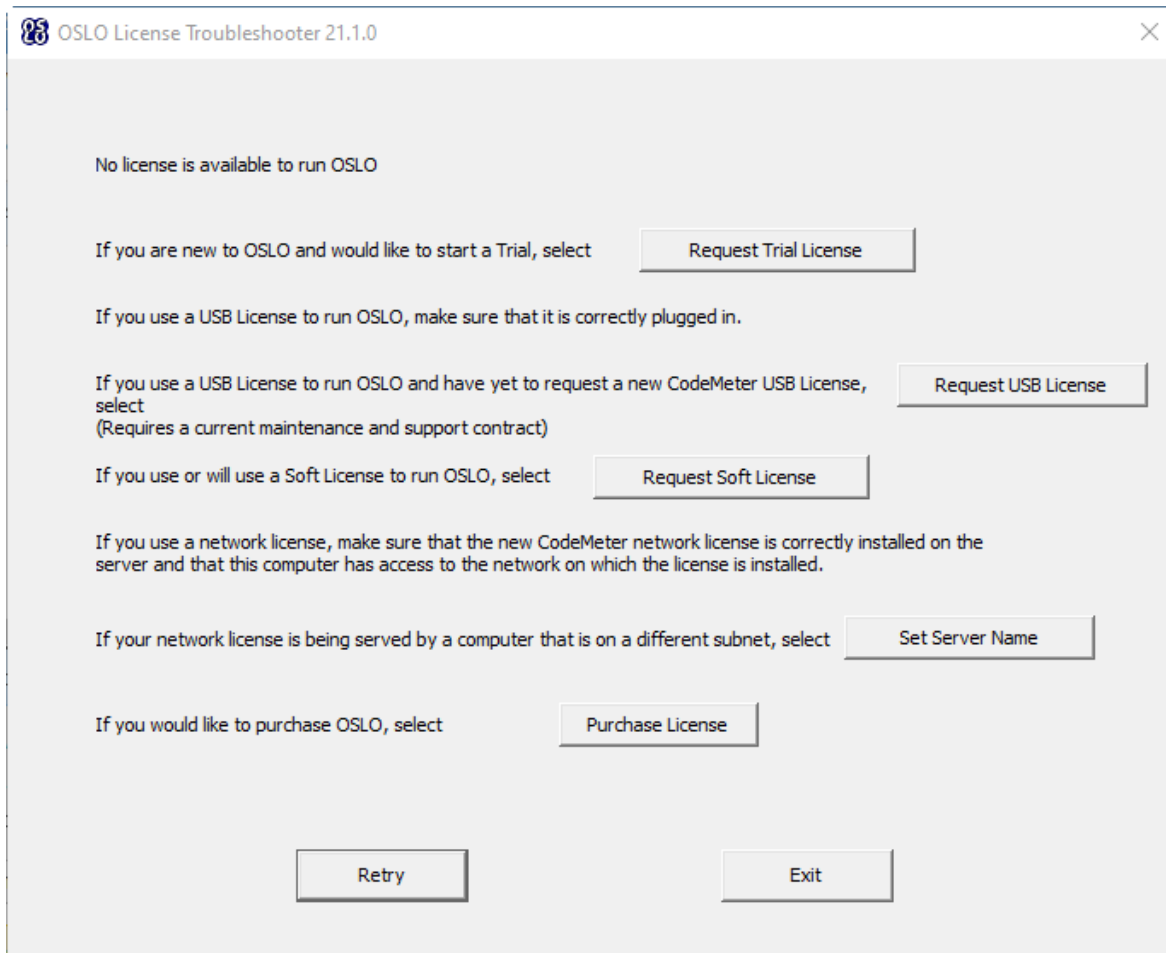 OSLO License Troubleshooter 21.1.0
No license is available to run OSLO
If you are new to OSLO and would like to start a Trial, select
Request Trial License
If you use a USB License to run OSLO, make sure that it is correctly plugged in.
If you use a USB License to run OSLO and have yet to request a new CodeMeter USB License,
select
(Requires a current maintenance and support contract)
Request USB License
If you use or will use a Soft License to run OSLO, select
Request Soft License
If you use a network license, make sure that the new CodeMeter network license is correctly installed on the
server and that this computer has access to the network on which the license is installed.
If your network license is being served by a computer that is on a different subnet, select
Set Server Name
If you would like to purchase OSLO, select
Purchase License
Retry
Exit